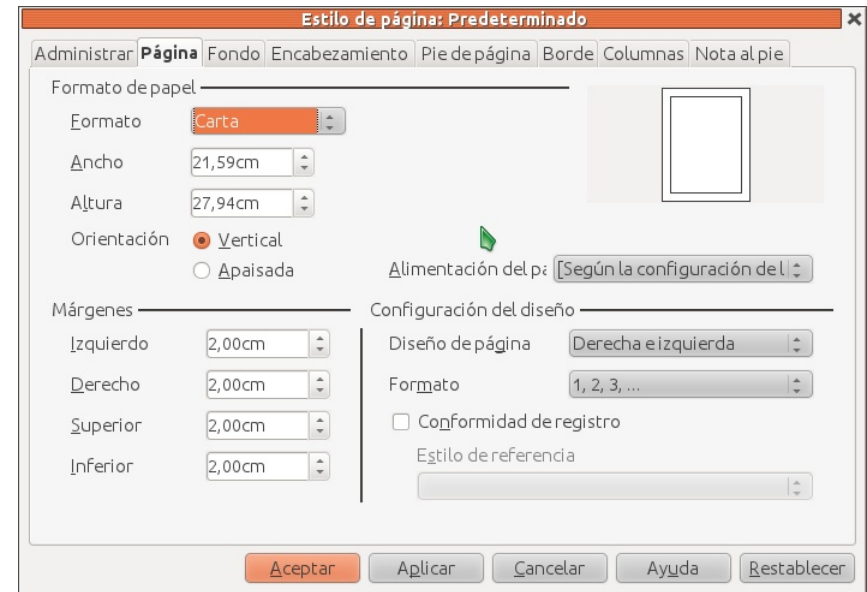 Estilo de página: Predeterminado
Administrar Página Fondo Encabezamiento Pie de página Borde Columnas Nota al pie
Formato de papel
Formato Carta
Ancho 21,59cm
Altura 27,94cm
Orientación Vertical
Apaisada
Alimentación del pa [Según la configuración de l
Márgenes
Izquierdo 2,00cm
Derecho 2,00cm
Superior 2,00cm
Inferior 2,00cm
Configuración del diseño
Diseño de página Derecha e izquierda
Formato 1, 2, 3, ...
Conformidad de registro
Estilo de referencia
Aceptar Aplicar Cancelar Ayuda Restablecer